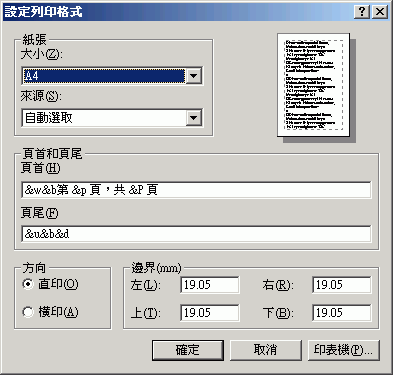 設定列印格式
紙張
大小(Z):
A4
來源(S):
自動選取
頁首和頁尾
頁首(H)
&w&b第 &p 頁，共 &P 頁
頁尾(F)
&u&b&d
方向
直印(O)
橫印(A)
邊界(mm)
左(L): 19.05 右(R): 19.05
上(T): 19.05 下(B): 19.05
確定 取消 印表機(P)...